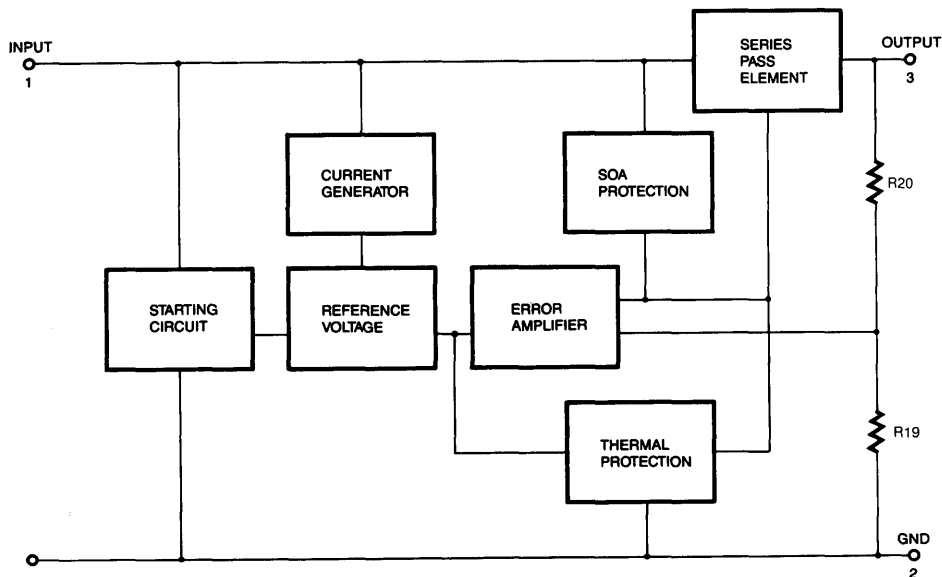 INPUT
1
SERIES
PASS
ELEMENT
OUTPUT
3
CURRENT
GENERATOR
SOA
PROTECTION
R20
STARTING
CIRCUIT
REFERENCE
VOLTAGE
ERROR
AMPLIFIER
THERMAL
PROTECTION
R19
GND
2